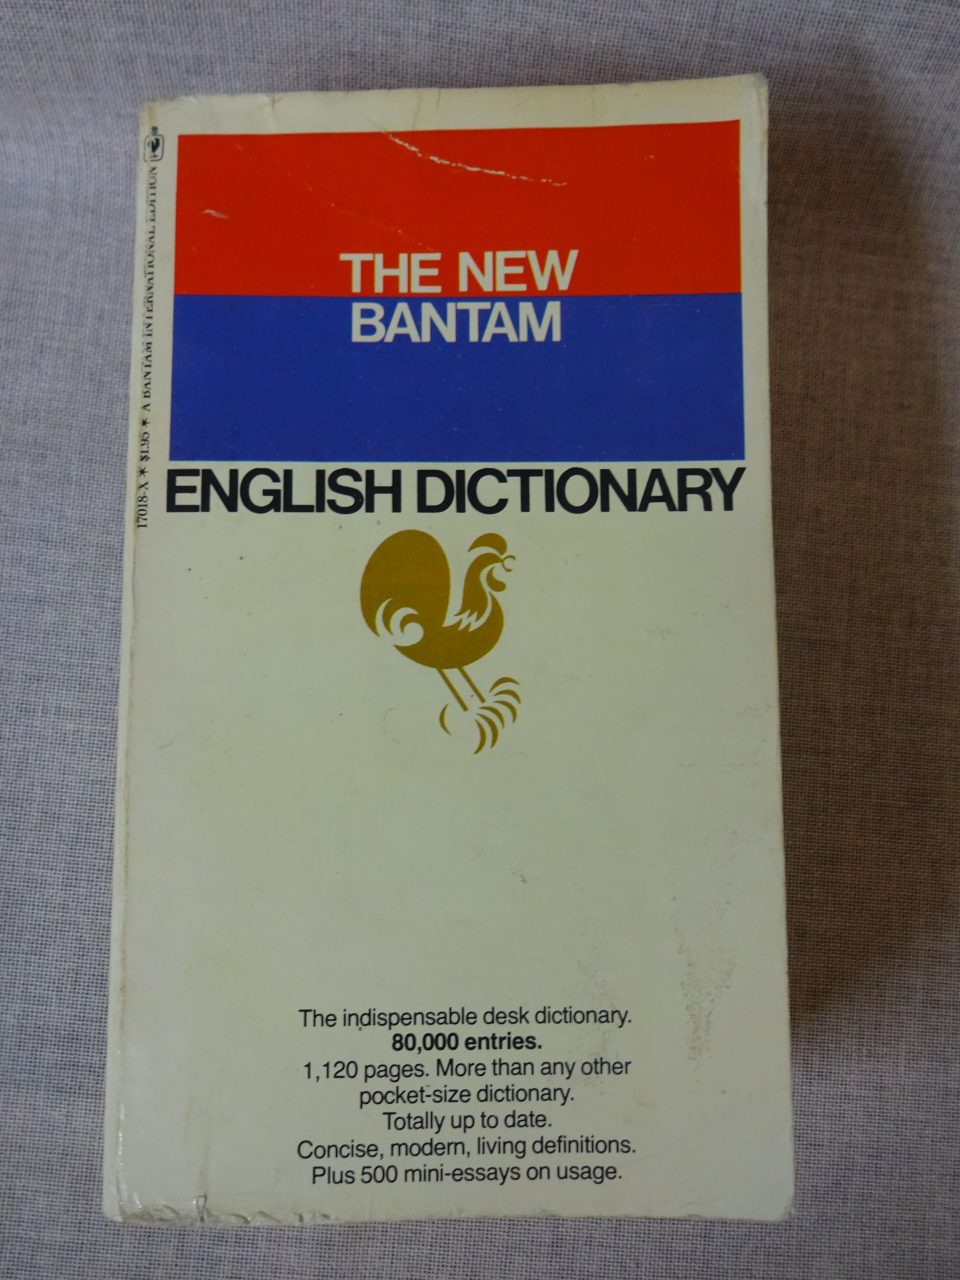 17018-X * $1.95 * A BANTAM INTERNATIONAL EDITION
THE NEW
BANTAM
ENGLISH DICTIONARY
The indispensable desk dictionary.
80,000 entries.
1,120 pages. More than any other
pocket-size dictionary.
Totally up to date.
Concise, modern, living definitions.
Plus 500 mini-essays on usage.